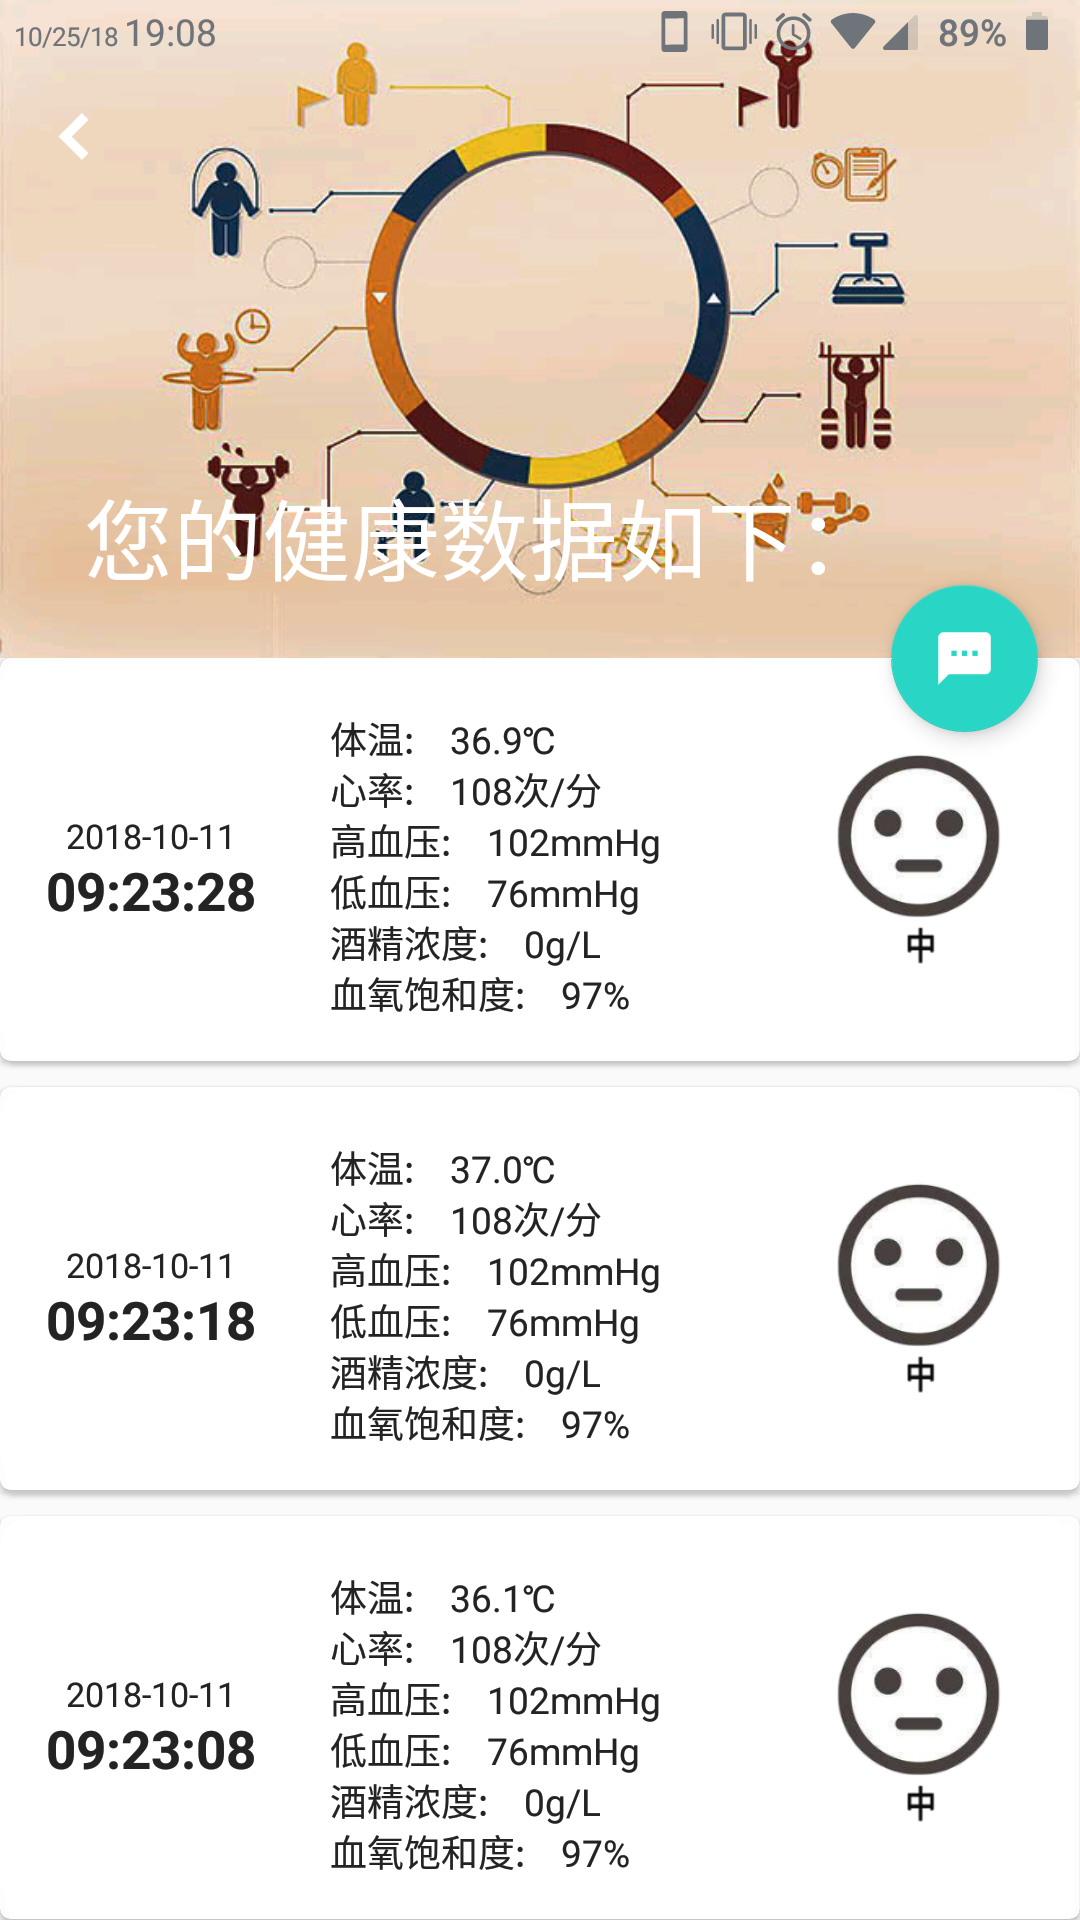 10/25/18 19:08 89%
您的健康数据如下：
体温: 36.9℃
心率: 108次/分
2018-10-11
高血压: 102mmHg
09:23:28
低血压: 76mmHg
酒精浓度: 0g/L
中
血氧饱和度: 97%
体温: 37.0℃
心率: 108次/分
2018-10-11
高血压: 102mmHg
09:23:18
低血压: 76mmHg
酒精浓度: 0g/L
中
血氧饱和度: 97%
体温: 36.1℃
心率: 108次/分
2018-10-11
高血压: 102mmHg
09:23:08
低血压: 76mmHg
酒精浓度: 0g/L
中
血氧饱和度: 97%